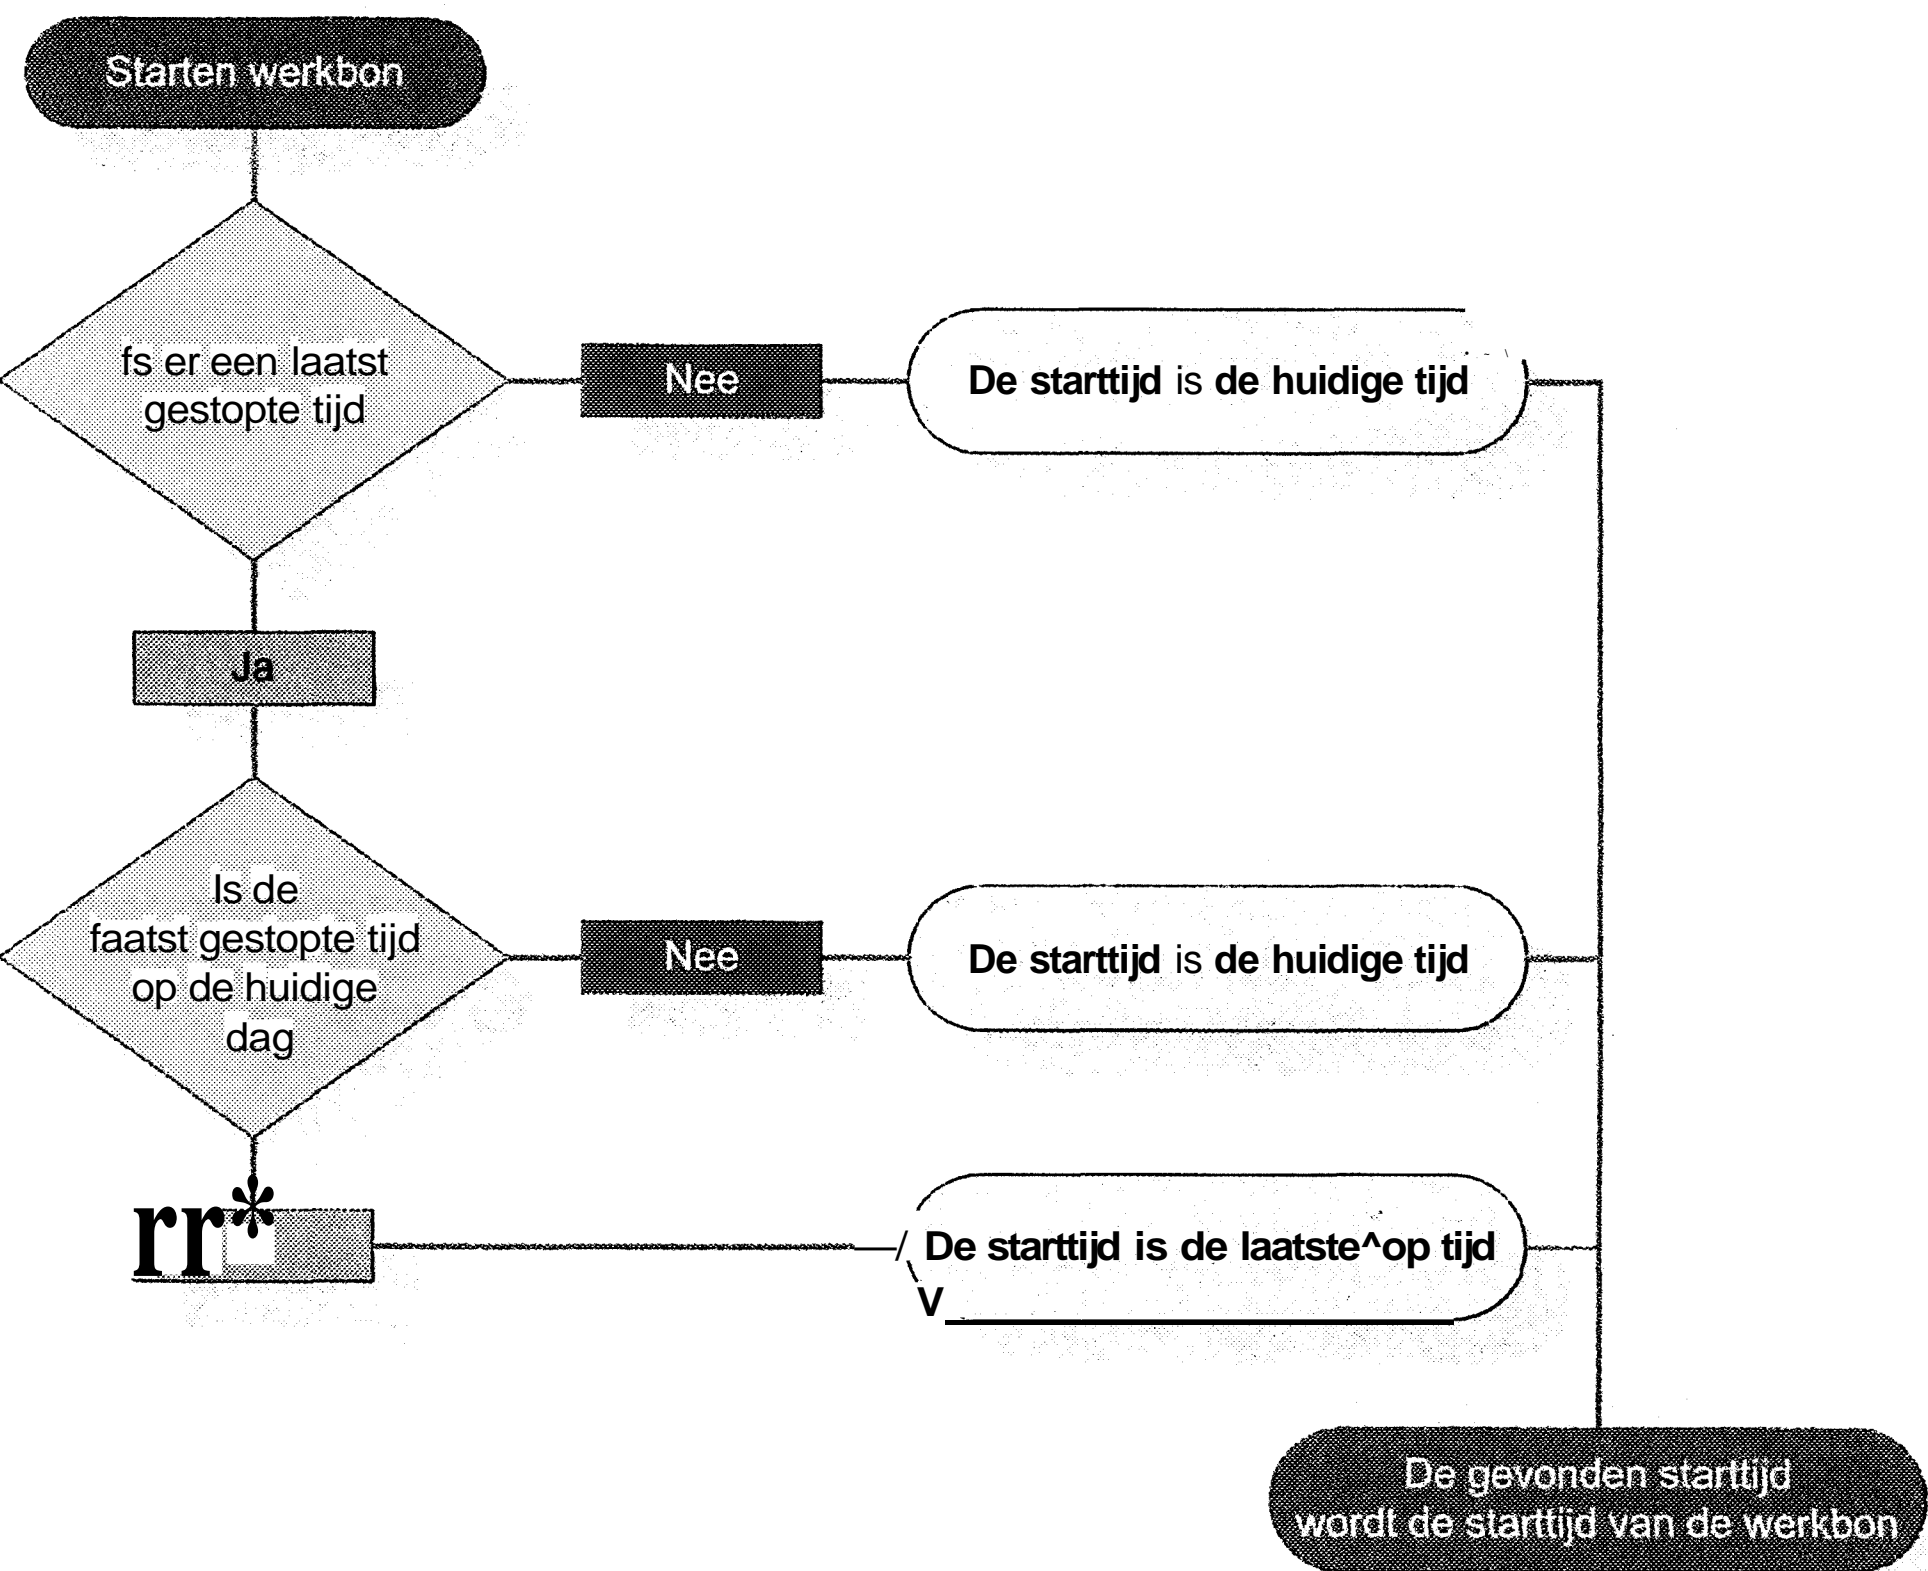 Starten werkbon
fs er een laatst
gestopte tijd
Nee
De starttijd is de huidige tijd
Ja
Is de
faatst gestopte tijd
op de huidige
dag
Nee
De starttijd is de huidige tijd
rr*
De starttijd is de laatste^op tijd
V
De gevonden starttijd
wordt de starttijd van de werkbon